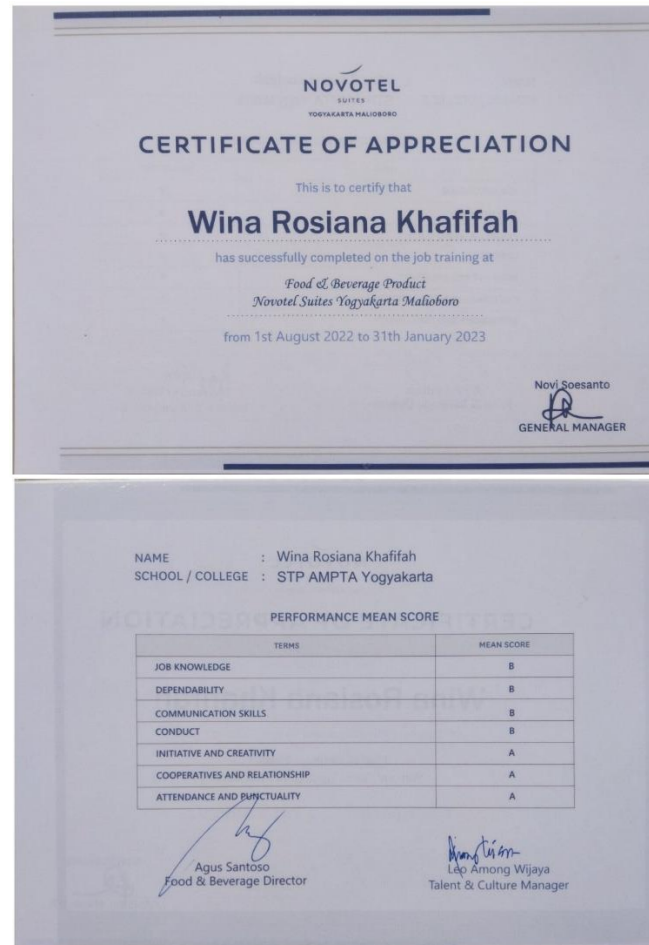 NOVOTEL
SUITES
YOGYAKARTA MALIOBORO
CERTIFICATE OF APPRECIATION
This is to certify that
Wina Rosiana Khafifah
has successfully completed on the job training at
Food & Beverage Product
Novotel Suites Yogyakarta Malioboro
from 1st August 2022 to 31th January 2023
Novi Soesanto
GENERAL MANAGER
NAME : Wina Rosiana Khafifah
SCHOOL / COLLEGE : STP AMPTA Yogyakarta
PERFORMANCE MEAN SCORE
TERMS MEAN SCORE
JOB KNOWLEDGE B
DEPENDABILITY B
COMMUNICATION SKILLS B
CONDUCT B
INITIATIVE AND CREATIVITY A
COOPERATIVES AND RELATIONSHIP A
ATTENDANCE AND PUNCTUALITY A
Agus Santoso
Food & Beverage Director
Leo Among Wijaya
Talent & Culture Manager